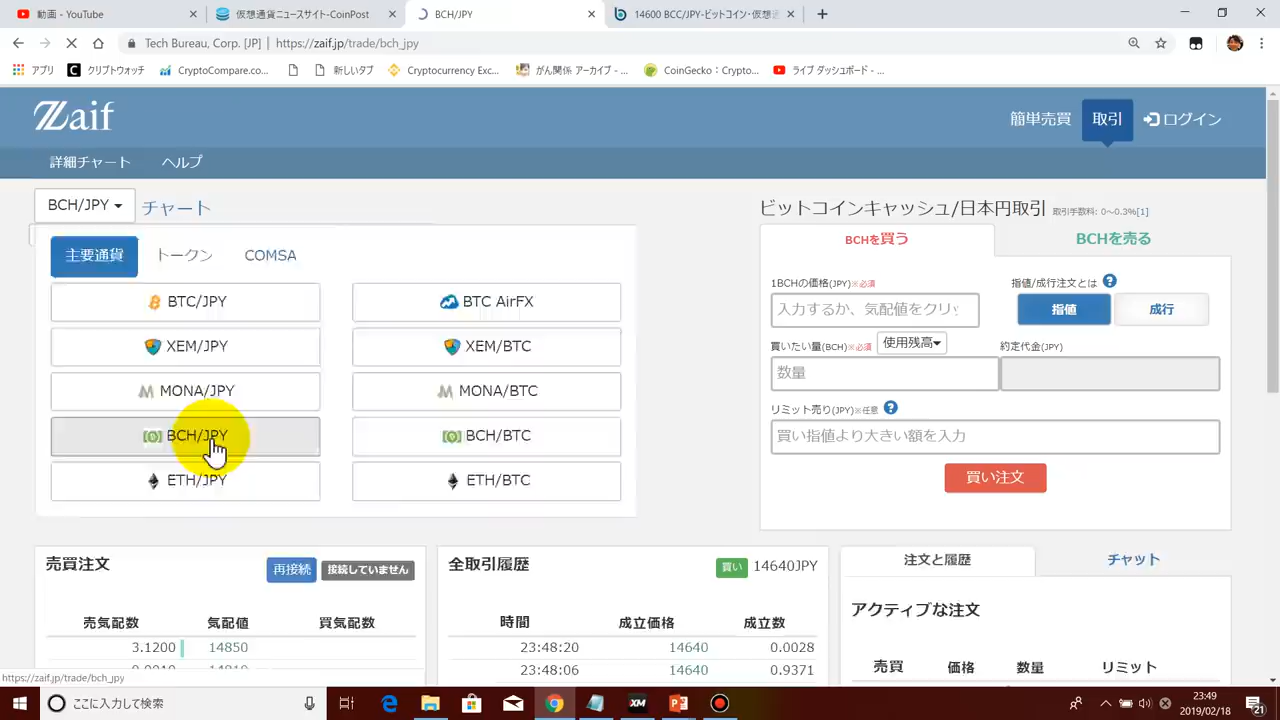 動画 - YouTube
仮想通貨ニュースサイト-CoinPost
BCH/JPY
14600 BCC/JPY-ビットコイン・仮想通
Tech Bureau, Corp. [JP] | https://zaif.jp/trade/bch_jpy
アプリ
クリプトウォッチ
CryptoCompare.co...
新しいタブ
Cryptocurrency Exc...
がん関係 アーカイブ - ...
CoinGecko：Crypto...
ライブ ダッシュボード - ...
Zaif
簡単売買
取引
ログイン
詳細チャート
ヘルプ
BCH/JPY
チャート
ビットコインキャッシュ/日本円取引 取引手数料: 0〜0.3%[1]
主要通貨
トークン
COMSA
BCHを買う
BCHを売る
BTC/JPY
BTC AirFX
XEM/JPY
XEM/BTC
MONA/JPY
MONA/BTC
BCH/JPY
BCH/BTC
ETH/JPY
ETH/BTC
1BCHの価格(JPY)※必須
指値/成行注文とは
入力するか、気配値をクリッ
指値
成行
買いたい量(BCH)※必須
使用残高
約定代金(JPY)
数量
リミット売り(JPY)※任意
買い指値より大きい額を入力
買い注文
売買注文
再接続
接続していません
売気配数
気配値
買気配数
3.1200
14850
14810
全取引履歴
買い
14640JPY
時間
成立価格
成立数
23:48:20
14640
0.0028
23:48:06
14640
0.9371
注文と履歴
チャット
アクティブな注文
売買
価格
数量
リミット
https://zaif.jp/trade/bch_jpy
ここに入力して検索
XM
23:49
2019/02/18
21